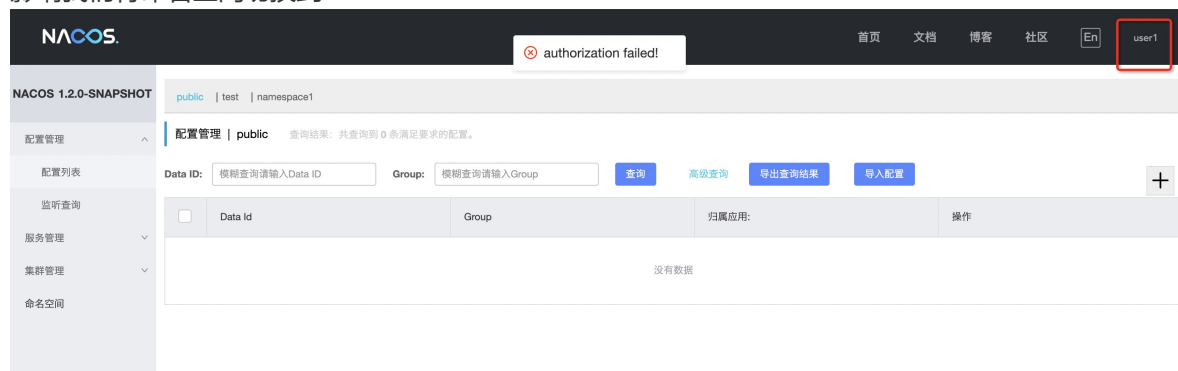 NACOS.
首页 文档 博客 社区 En user1
authorization failed!
NACOS 1.2.0-SNAPSHOT
public | test | namespace1
配置管理
配置管理 | public 查询结果：共查询到 0 条满足要求的配置。
配置列表
Data ID: 模糊查询请输入Data ID Group: 模糊查询请输入Group 查询 高级查询 导出查询结果 导入配置
监听查询
Data Id Group 归属应用: 操作
服务管理
集群管理
没有数据
命名空间